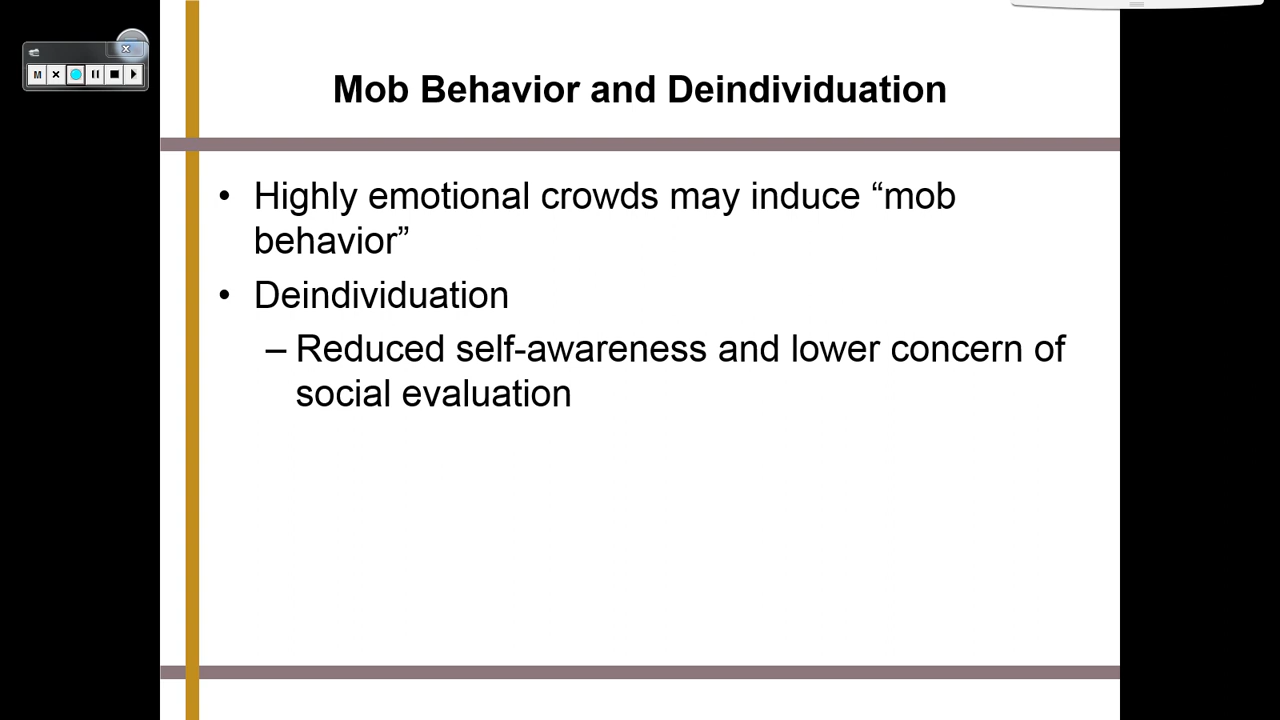 Mob Behavior and Deindividuation
• Highly emotional crowds may induce “mob
behavior”
• Deindividuation
– Reduced self-awareness and lower concern of
social evaluation
M